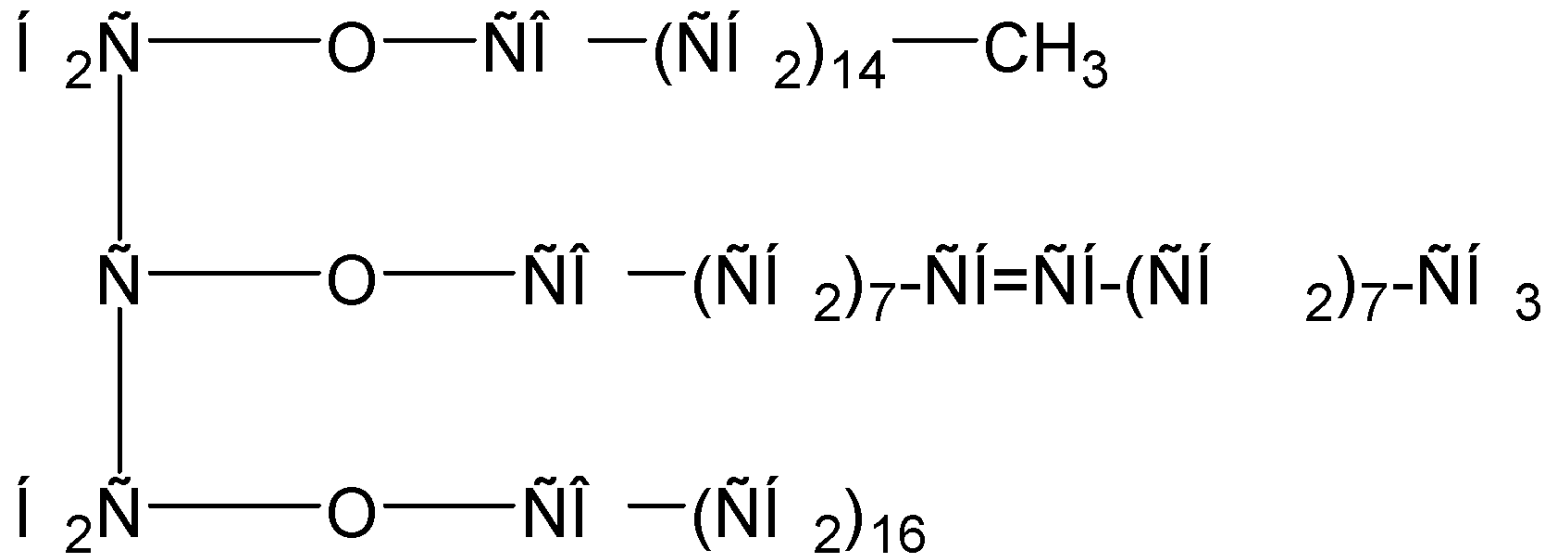 Í 2Ñ—O—ÑÎ —(ÑÍ 2)14—CH3
Ñ—O—ÑÎ —(ÑÍ 2)7-ÑÍ=ÑÍ-(ÑÍ 2)7-ÑÍ 3
Í 2Ñ—O—ÑÎ —(ÑÍ 2)16